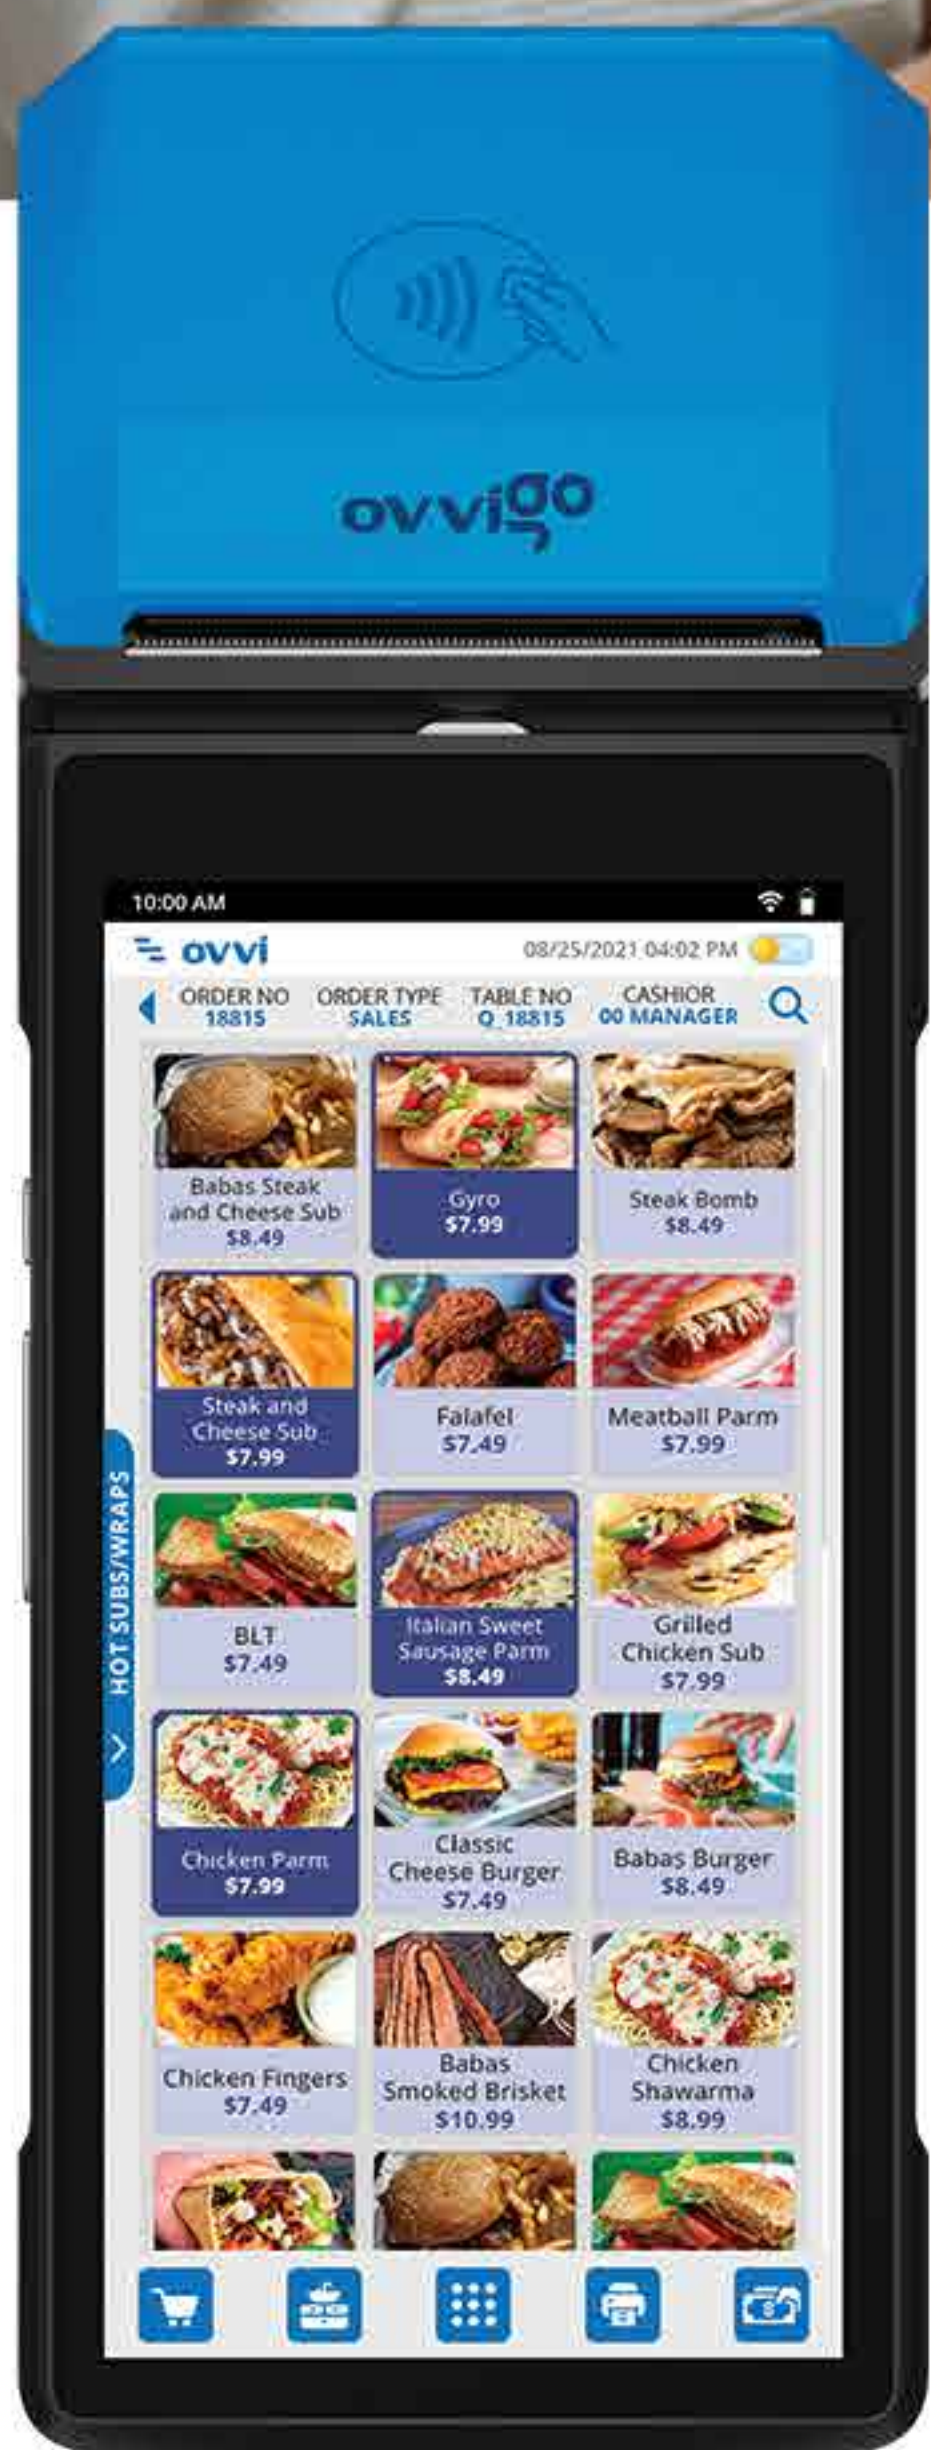 ovvigo
10:00 AM
ovvi
08/25/2021 04:02 PM
ORDER NO
18815
ORDER TYPE
SALES
TABLE NO
Q_18815
CASHIOR
00 MANAGER
Babas Steak
and Cheese Sub
$8.49
Gyro
$7.99
Steak Bomb
$8.49
Steak and
Cheese Sub
$7.99
Falafel
$7.49
Meatball Parm
$7.99
HOT SUBS/WRAPS
BLT
$7.49
Italian Sweet
Sausage Parm
$8.49
Grilled
Chicken Sub
$7.99
Chicken Parm
$7.99
Classic
Cheese Burger
$7.49
Babas Burger
$8.49
Chicken Fingers
$7.49
Babas
Smoked Brisket
$10.99
Chicken
Shawarma
$8.99